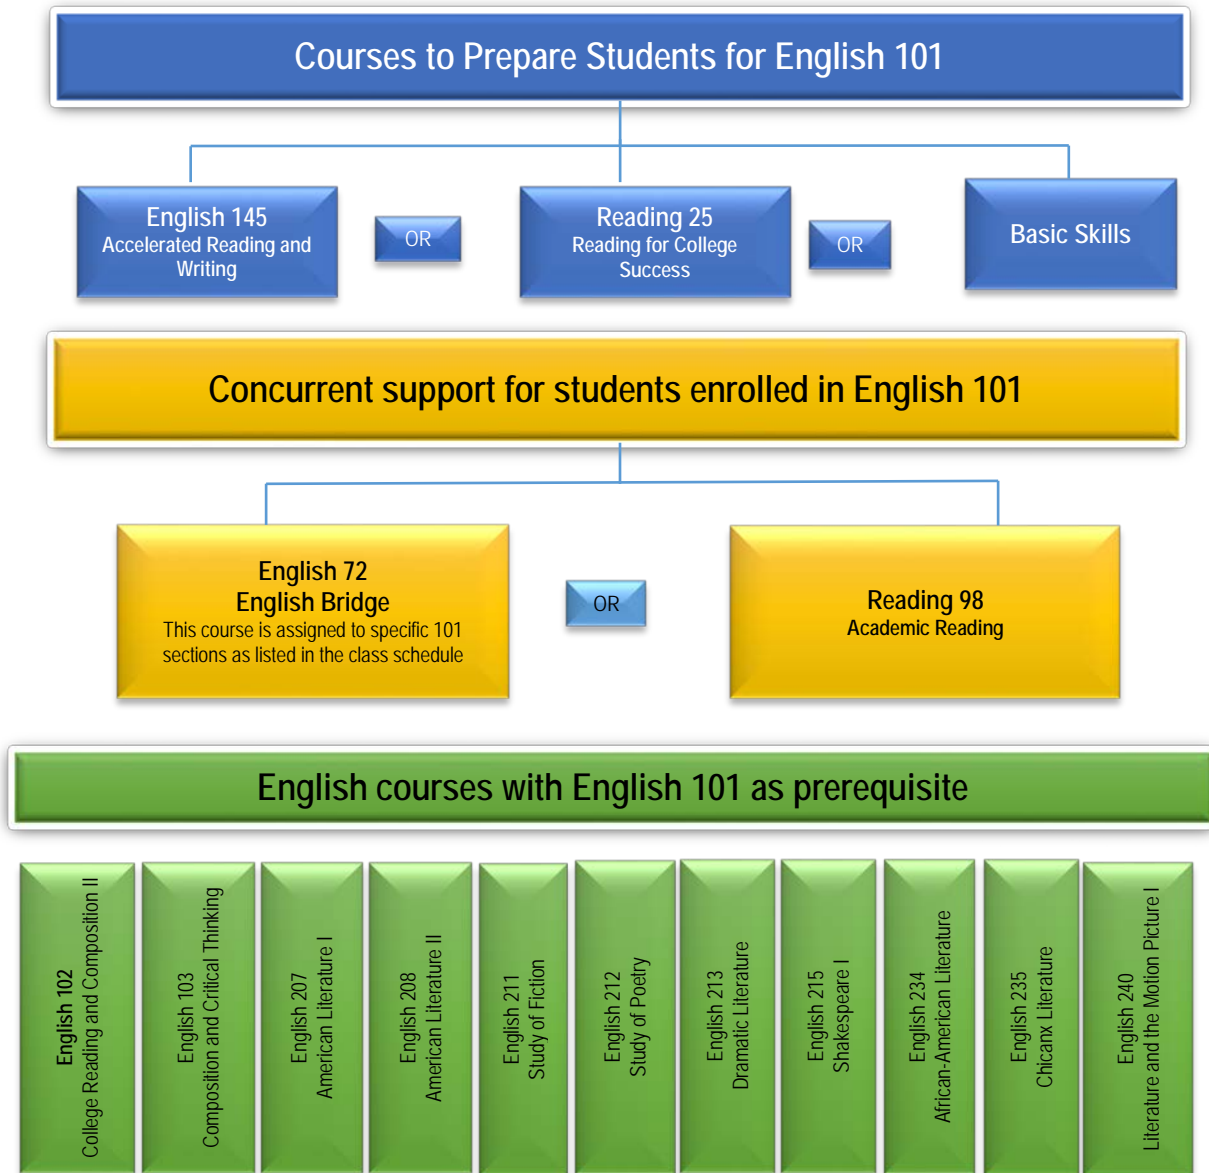 Courses to Prepare Students for English 101
English 145
Accelerated Reading and
Writing
OR
Reading 25
Reading for College
Success
OR
Basic Skills
Concurrent support for students enrolled in English 101
English 72
English Bridge
This course is assigned to specific 101
sections as listed in the class schedule
OR
Reading 98
Academic Reading
English courses with English 101 as prerequisite
English 102
College Reading and Composition II
English 103
Composition and Critical Thinking
English 207
American Literature I
English 208
American Literature II
English 211
Study of Fiction
English 212
Study of Poetry
English 213
Dramatic Literature
English 215
Shakespeare I
English 234
African-American Literature
English 235
Chicanx Literature
English 240
Literature and the Motion Picture I